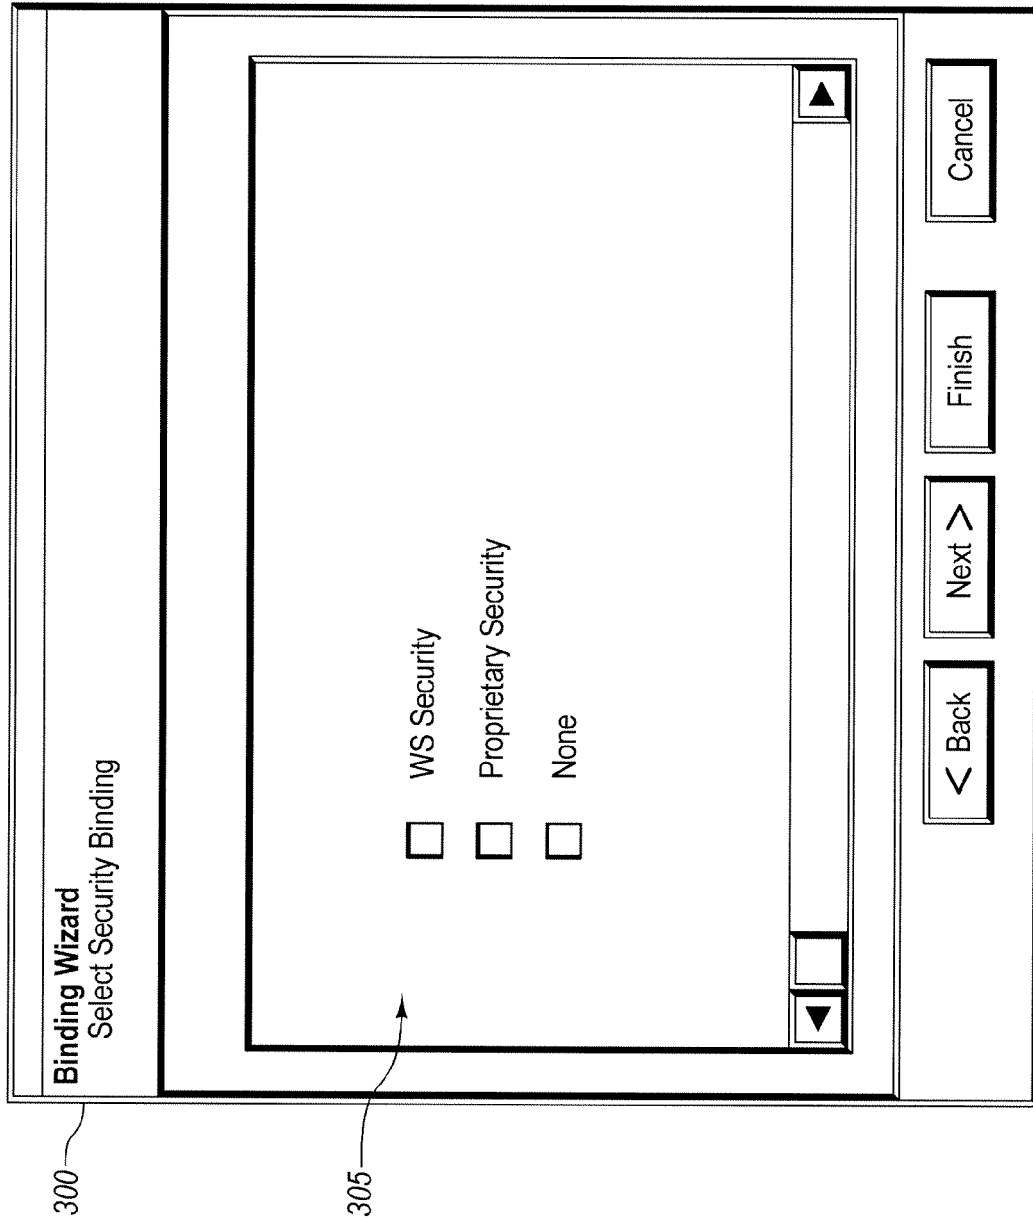 300
Binding Wizard
Select Security Binding
305
WS Security
Proprietary Security
None
< Back
Next >
Finish
Cancel